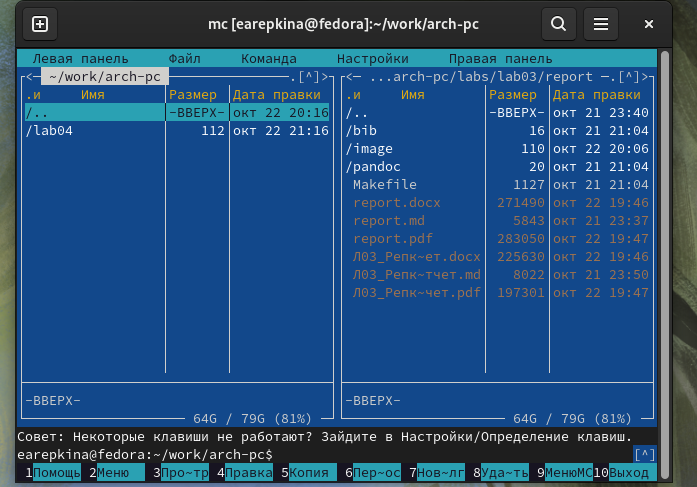 mc [earepkina@fedora]:~/work/arch-pc
Левая панель Файл Команда Настройки Правая панель
<— ~/work/arch-pc .[^]> <— ...arch-pc/labs/lab03/report —.[^]>
.и Имя Размер Дата правки .и Имя Размер Дата правки
/.. -ВВЕРХ- окт 22 20:16 /.. -ВВЕРХ- окт 21 23:40
/lab04 112 окт 22 21:16 /bib 16 окт 21 21:04
/image 110 окт 22 20:06
/pandoc 20 окт 21 21:04
Makefile 1127 окт 21 21:04
report.docx 271490 окт 22 19:46
report.md 5843 окт 21 23:37
report.pdf 283050 окт 22 19:47
Л03_Репк~ет.docx 225630 окт 22 19:46
Л03_Репк~тчет.md 8022 окт 21 23:50
Л03_Репк~чет.pdf 197301 окт 22 19:47
-ВВЕРХ- -ВВЕРХ-
64G / 79G (81%) 64G / 79G (81%)
Совет: Некоторые клавиши не работают? Зайдите в Настройки/Определение клавиш.
earepkina@fedora:~/work/arch-pc$ [^]
1Помощь 2Меню 3Про~тр 4Правка 5Копия 6Пер~ос 7Нов~лг 8Уда~ть 9МенюMC 10Выход